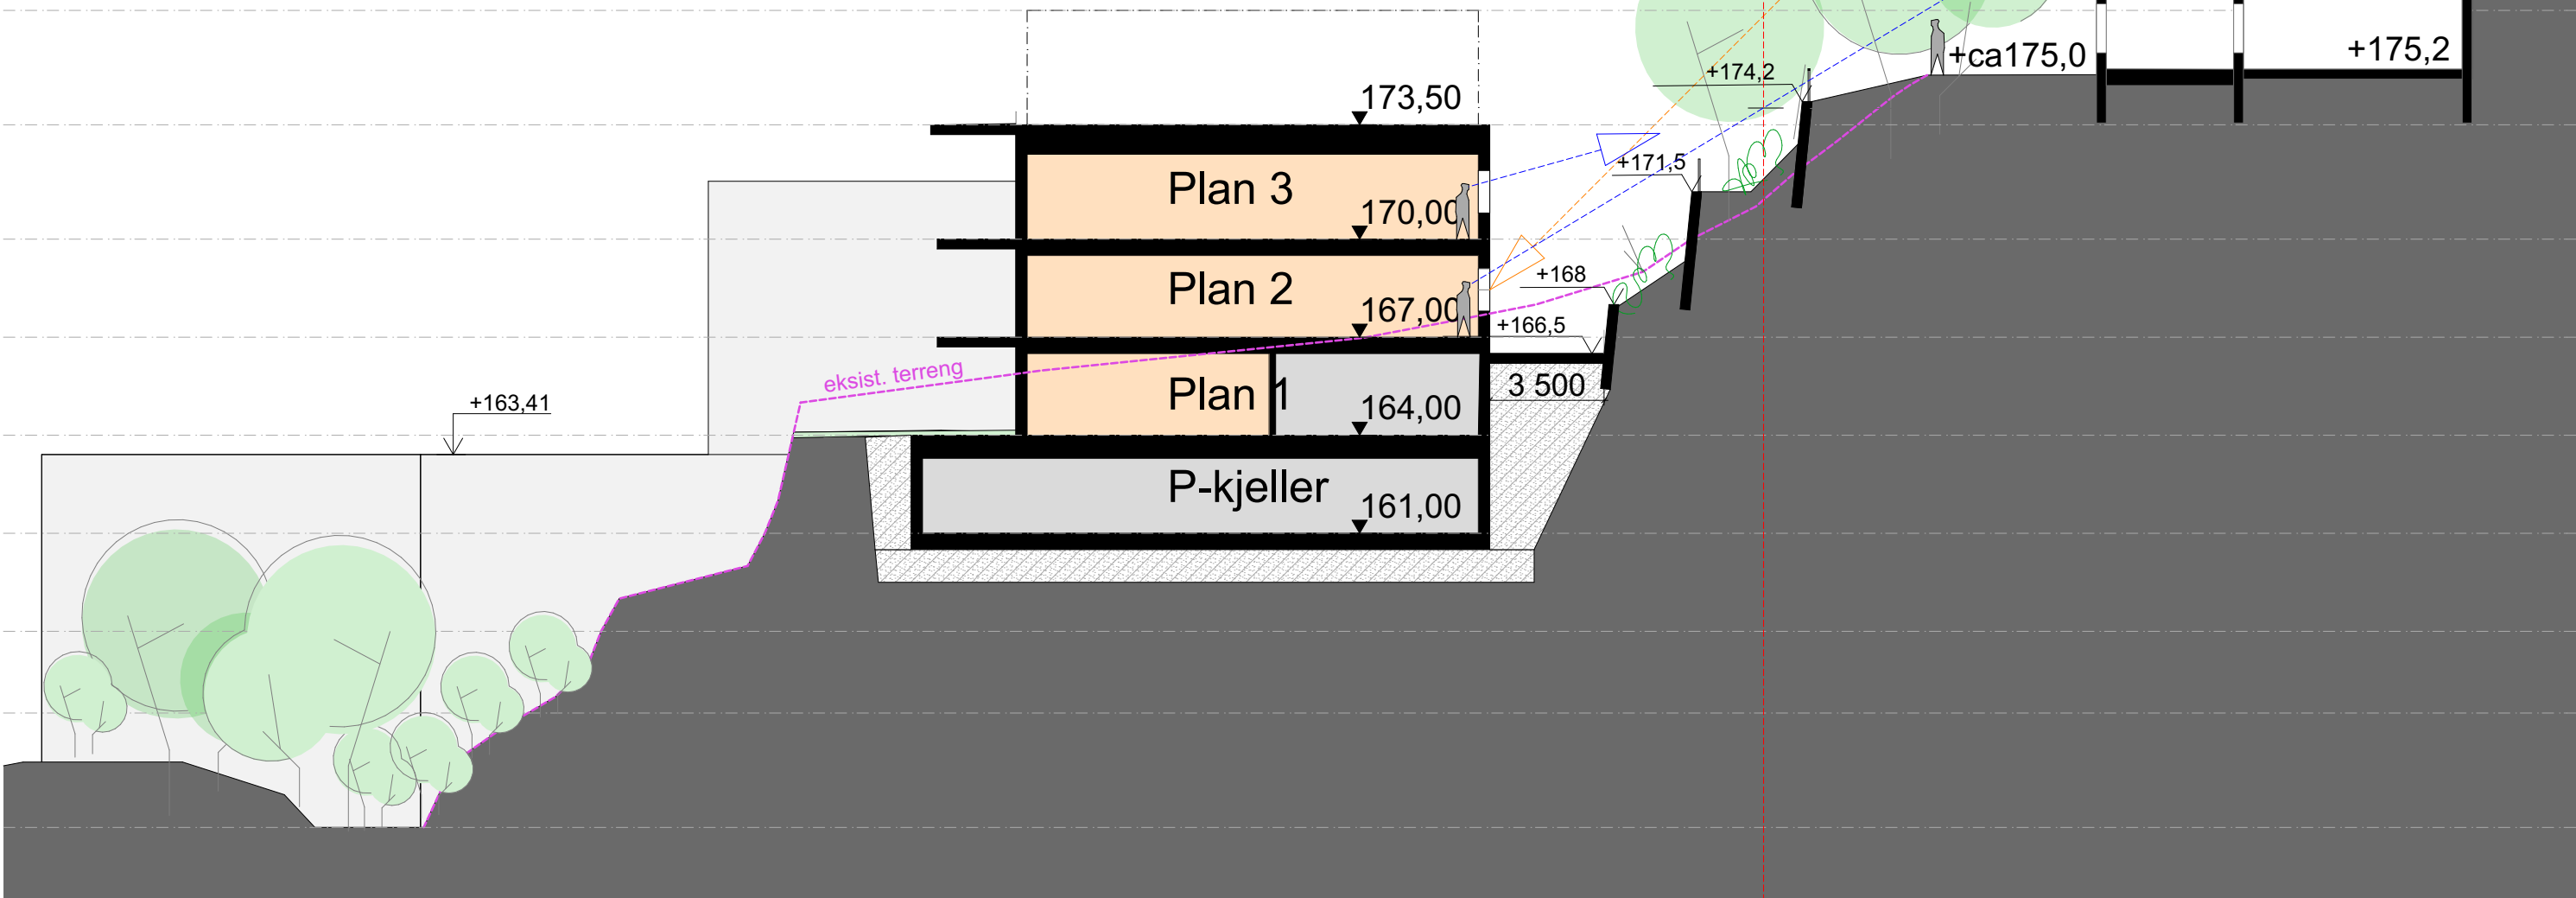 +ca175,0
+175,2
+174,2
173,50
+171,5
Plan 3
170,00
+168
Plan 2
167,00
+166,5
eksist. terreng
3 500
Plan 1
164,00
+163,41
P-kjeller
161,00